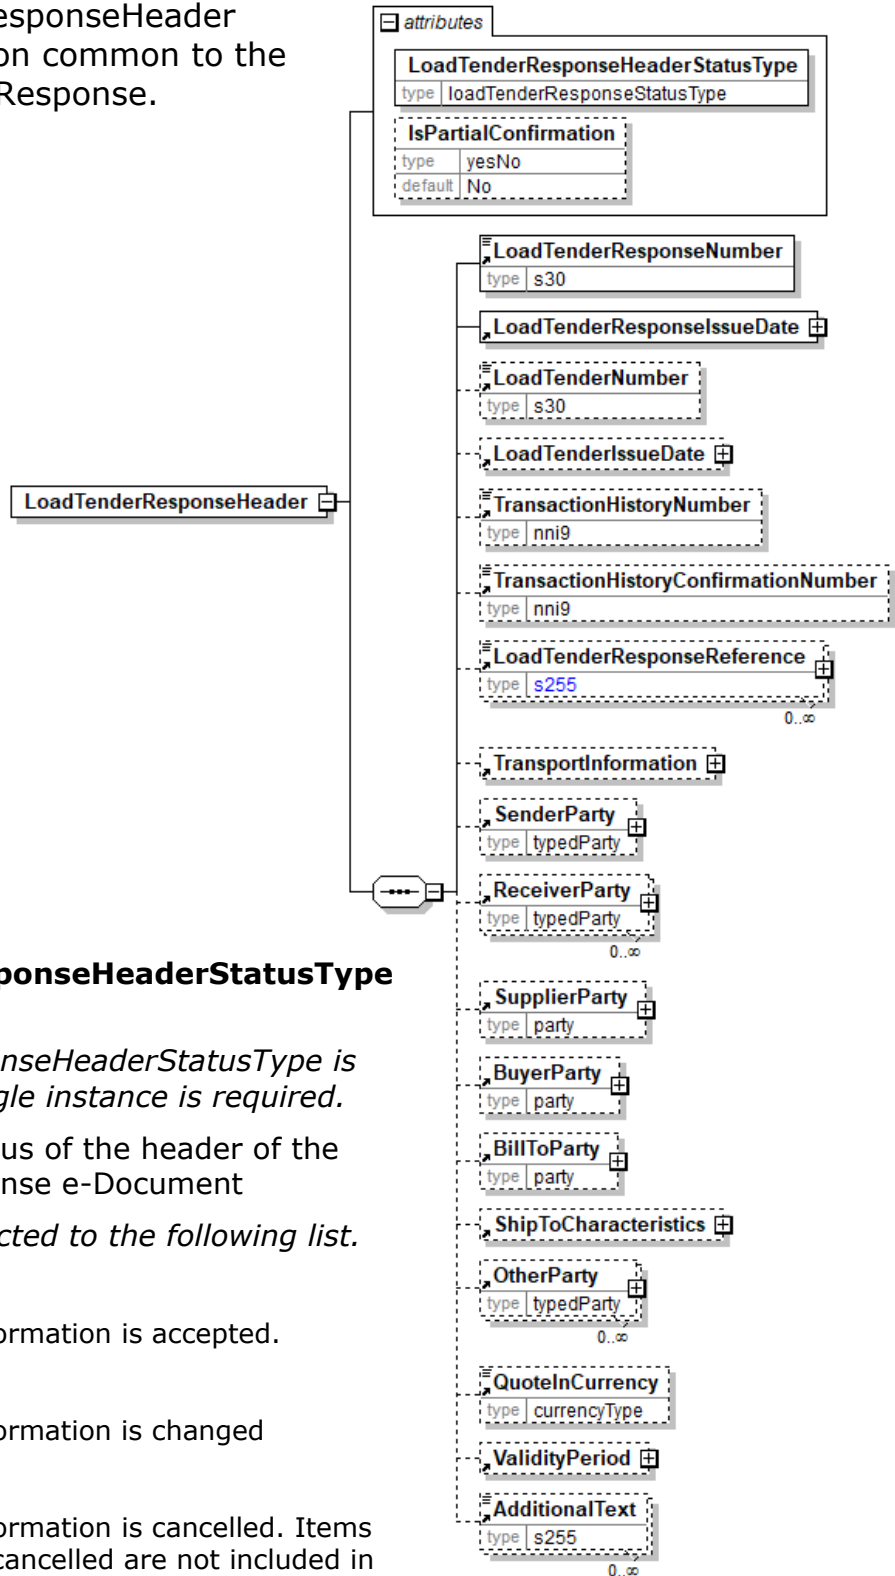 esponseHeader
on common to the
Response.
attributes
LoadTenderResponseHeaderStatusType
type loadTenderResponseStatusType
IsPartialConfirmation
type yesNo
default No
LoadTenderResponseNumber
type s30
LoadTenderResponseIssueDate
LoadTenderNumber
type s30
LoadTenderIssueDate
LoadTenderResponseHeader
TransactionHistoryNumber
type nni9
TransactionHistoryConfirmationNumber
type nni9
LoadTenderResponseReference
type s255
0..∞
TransportInformation
SenderParty
type typedParty
ReceiverParty
type typedParty
0..∞
SupplierParty
type party
BuyerParty
type party
BillToParty
type party
ShipToCharacteristics
OtherParty
type typedParty
0..∞
QuoteInCurrency
type currencyType
ValidityPeriod
AdditionalText
type s255
0..∞
ponseHeaderStatusType
nseHeaderStatusType is
gle instance is required.
us of the header of the
nse e-Document
cted to the following list.
ormation is accepted.
ormation is changed
ormation is cancelled. Items
cancelled are not included in